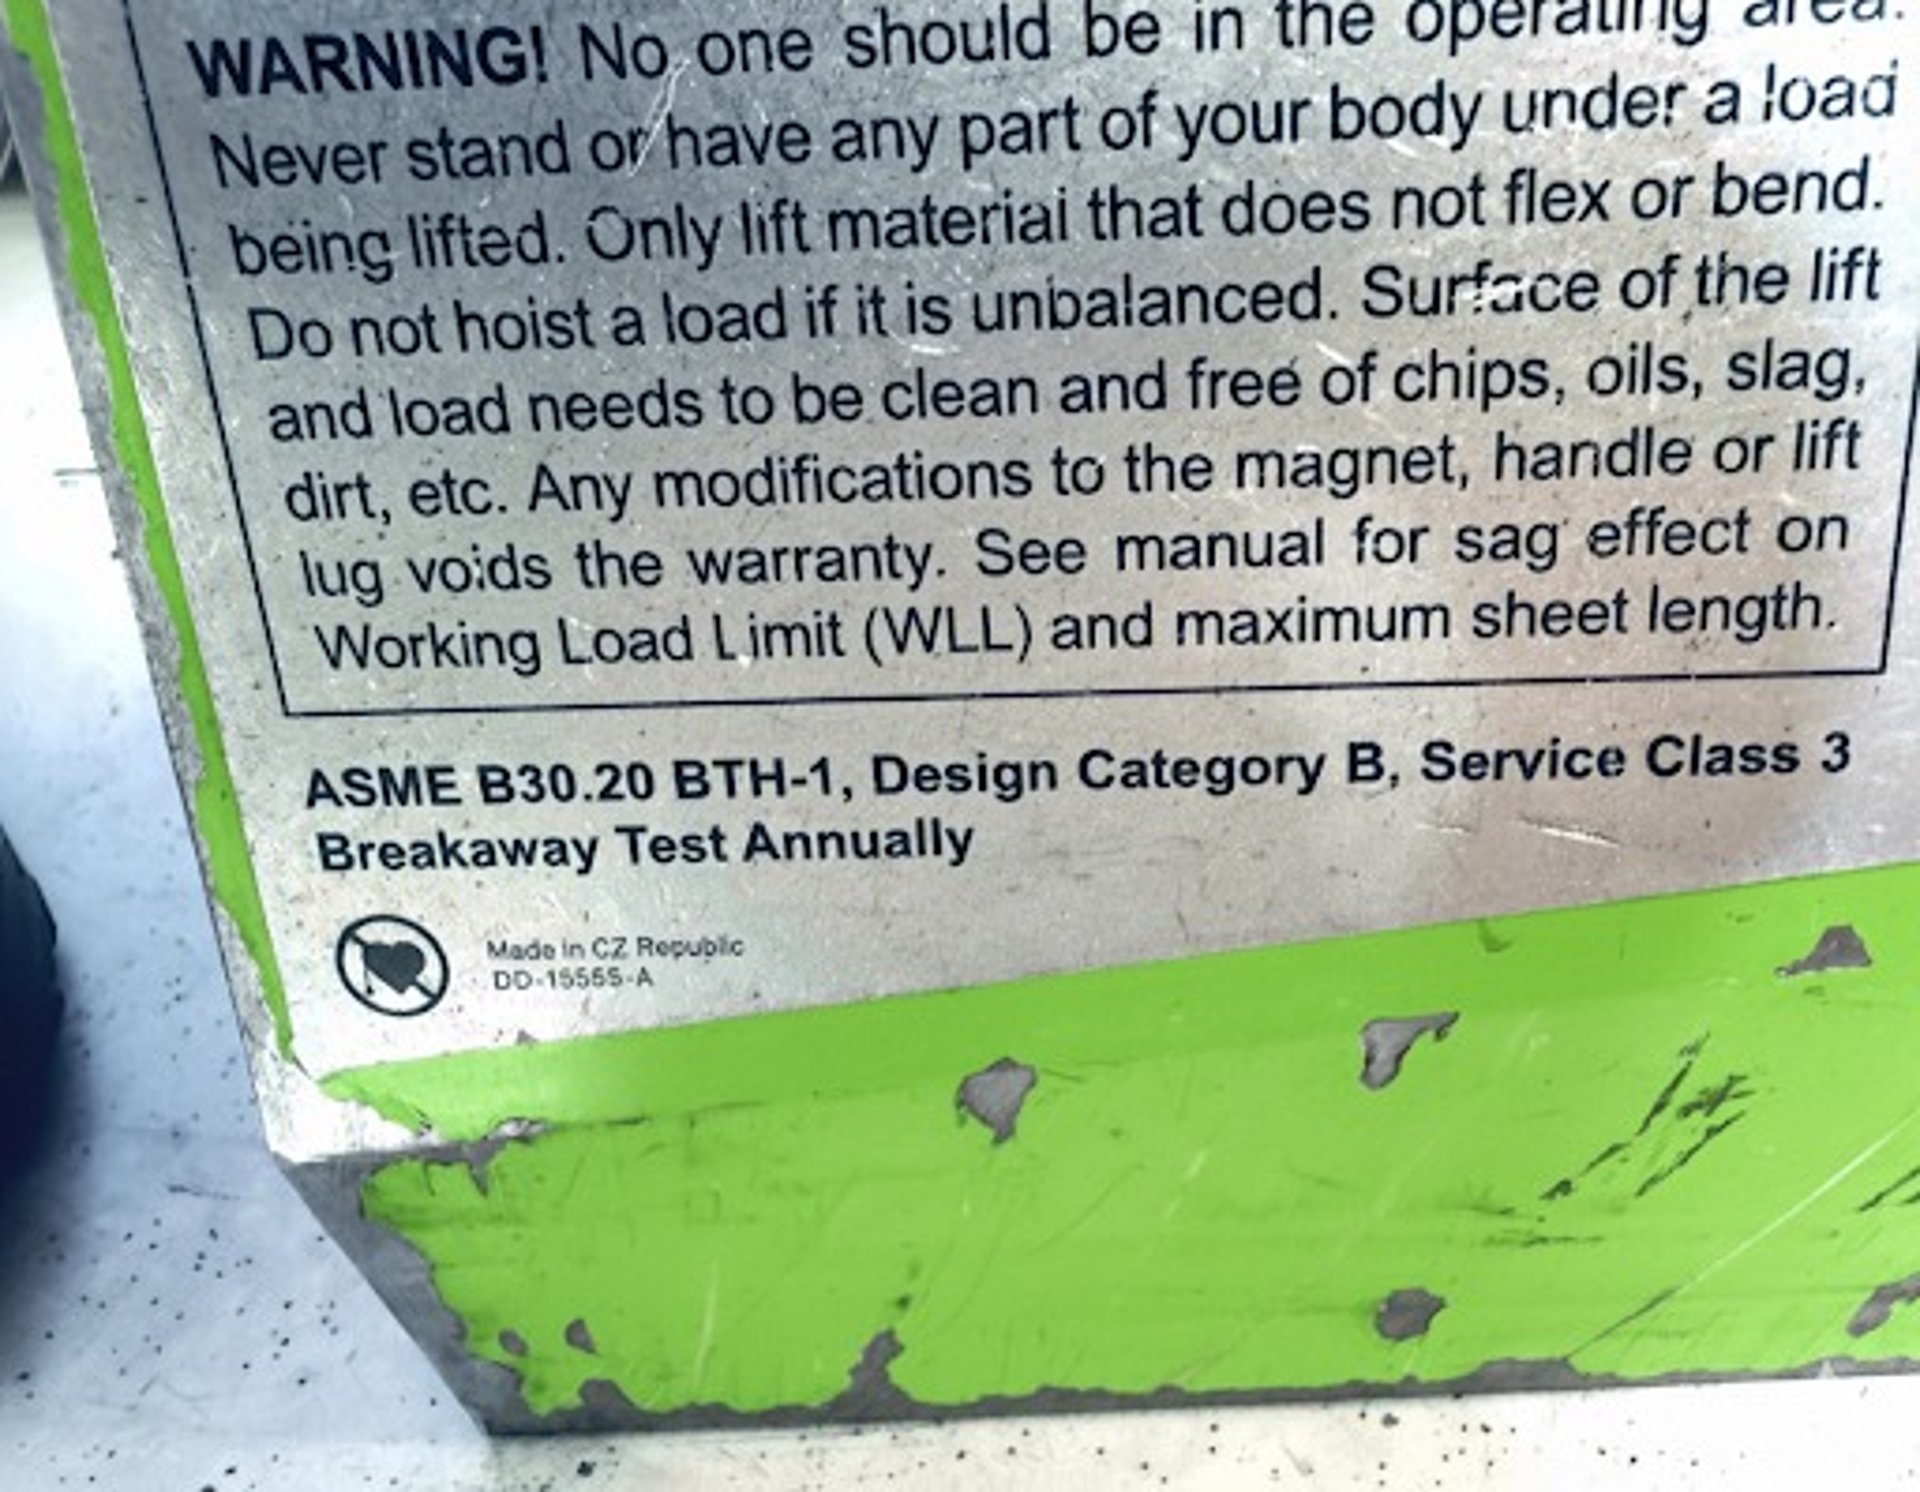 WARNING! No one should be in the operating area.
Never stand or have any part of your body under a load
being lifted. Only lift material that does not flex or bend.
Do not hoist a load if it is unbalanced. Surface of the lift
and load needs to be clean and free of chips, oils, slag,
dirt, etc. Any modifications to the magnet, handle or lift
lug voids the warranty. See manual for sag effect on
Working Load Limit (WLL) and maximum sheet length.
ASME B30.20 BTH-1, Design Category B, Service Class 3
Breakaway Test Annually
Made in CZ Republic
DD-15565-A